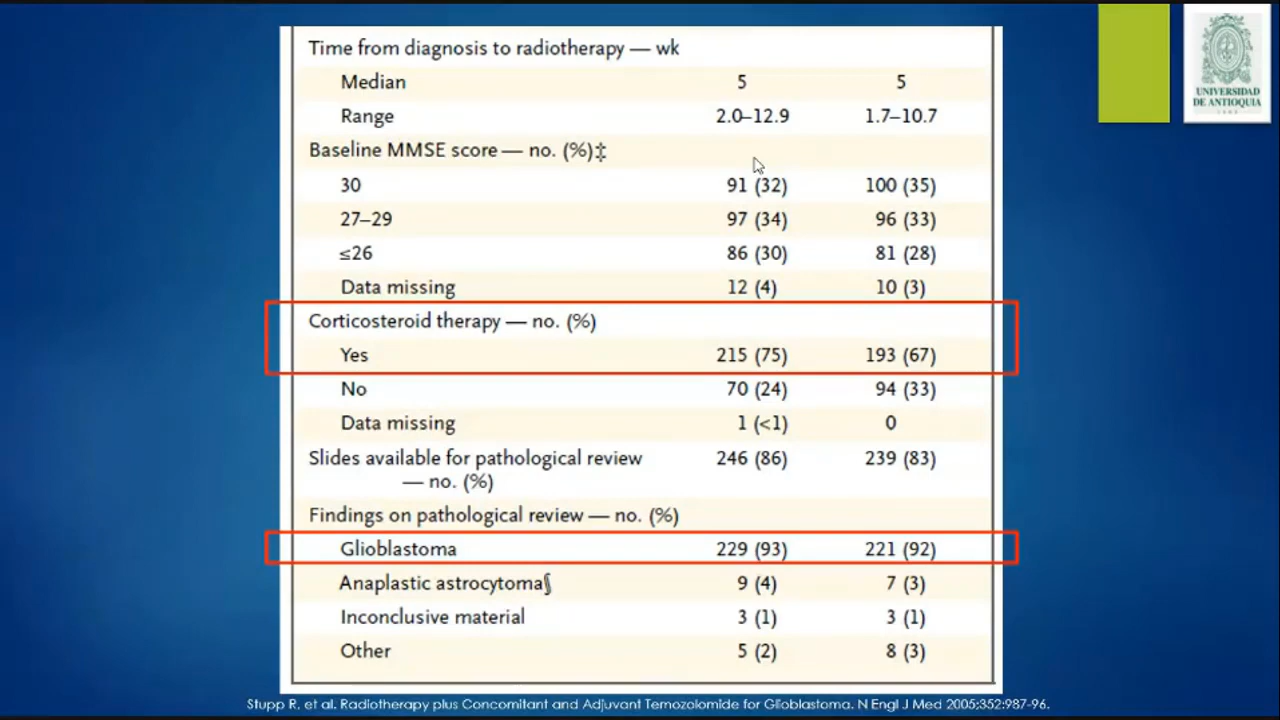 Time from diagnosis to radiotherapy — wk
Median 5 5
Range 2.0–12.9 1.7–10.7
Baseline MMSE score — no. (%)‡
30 91 (32) 100 (35)
27–29 97 (34) 96 (33)
≤26 86 (30) 81 (28)
Data missing 12 (4) 10 (3)
Corticosteroid therapy — no. (%)
Yes 215 (75) 193 (67)
No 70 (24) 94 (33)
Data missing 1 (<1) 0
Slides available for pathological review 246 (86) 239 (83)
— no. (%)
Findings on pathological review — no. (%)
Glioblastoma 229 (93) 221 (92)
Anaplastic astrocytoma§ 9 (4) 7 (3)
Inconclusive material 3 (1) 3 (1)
Other 5 (2) 8 (3)
UNIVERSIDAD
DE ANTIOQUIA
Stupp R, et al. Radiotherapy plus Concomitant and Adjuvant Temozolomide for Glioblastoma. N Engl J Med 2005;352:987-96.